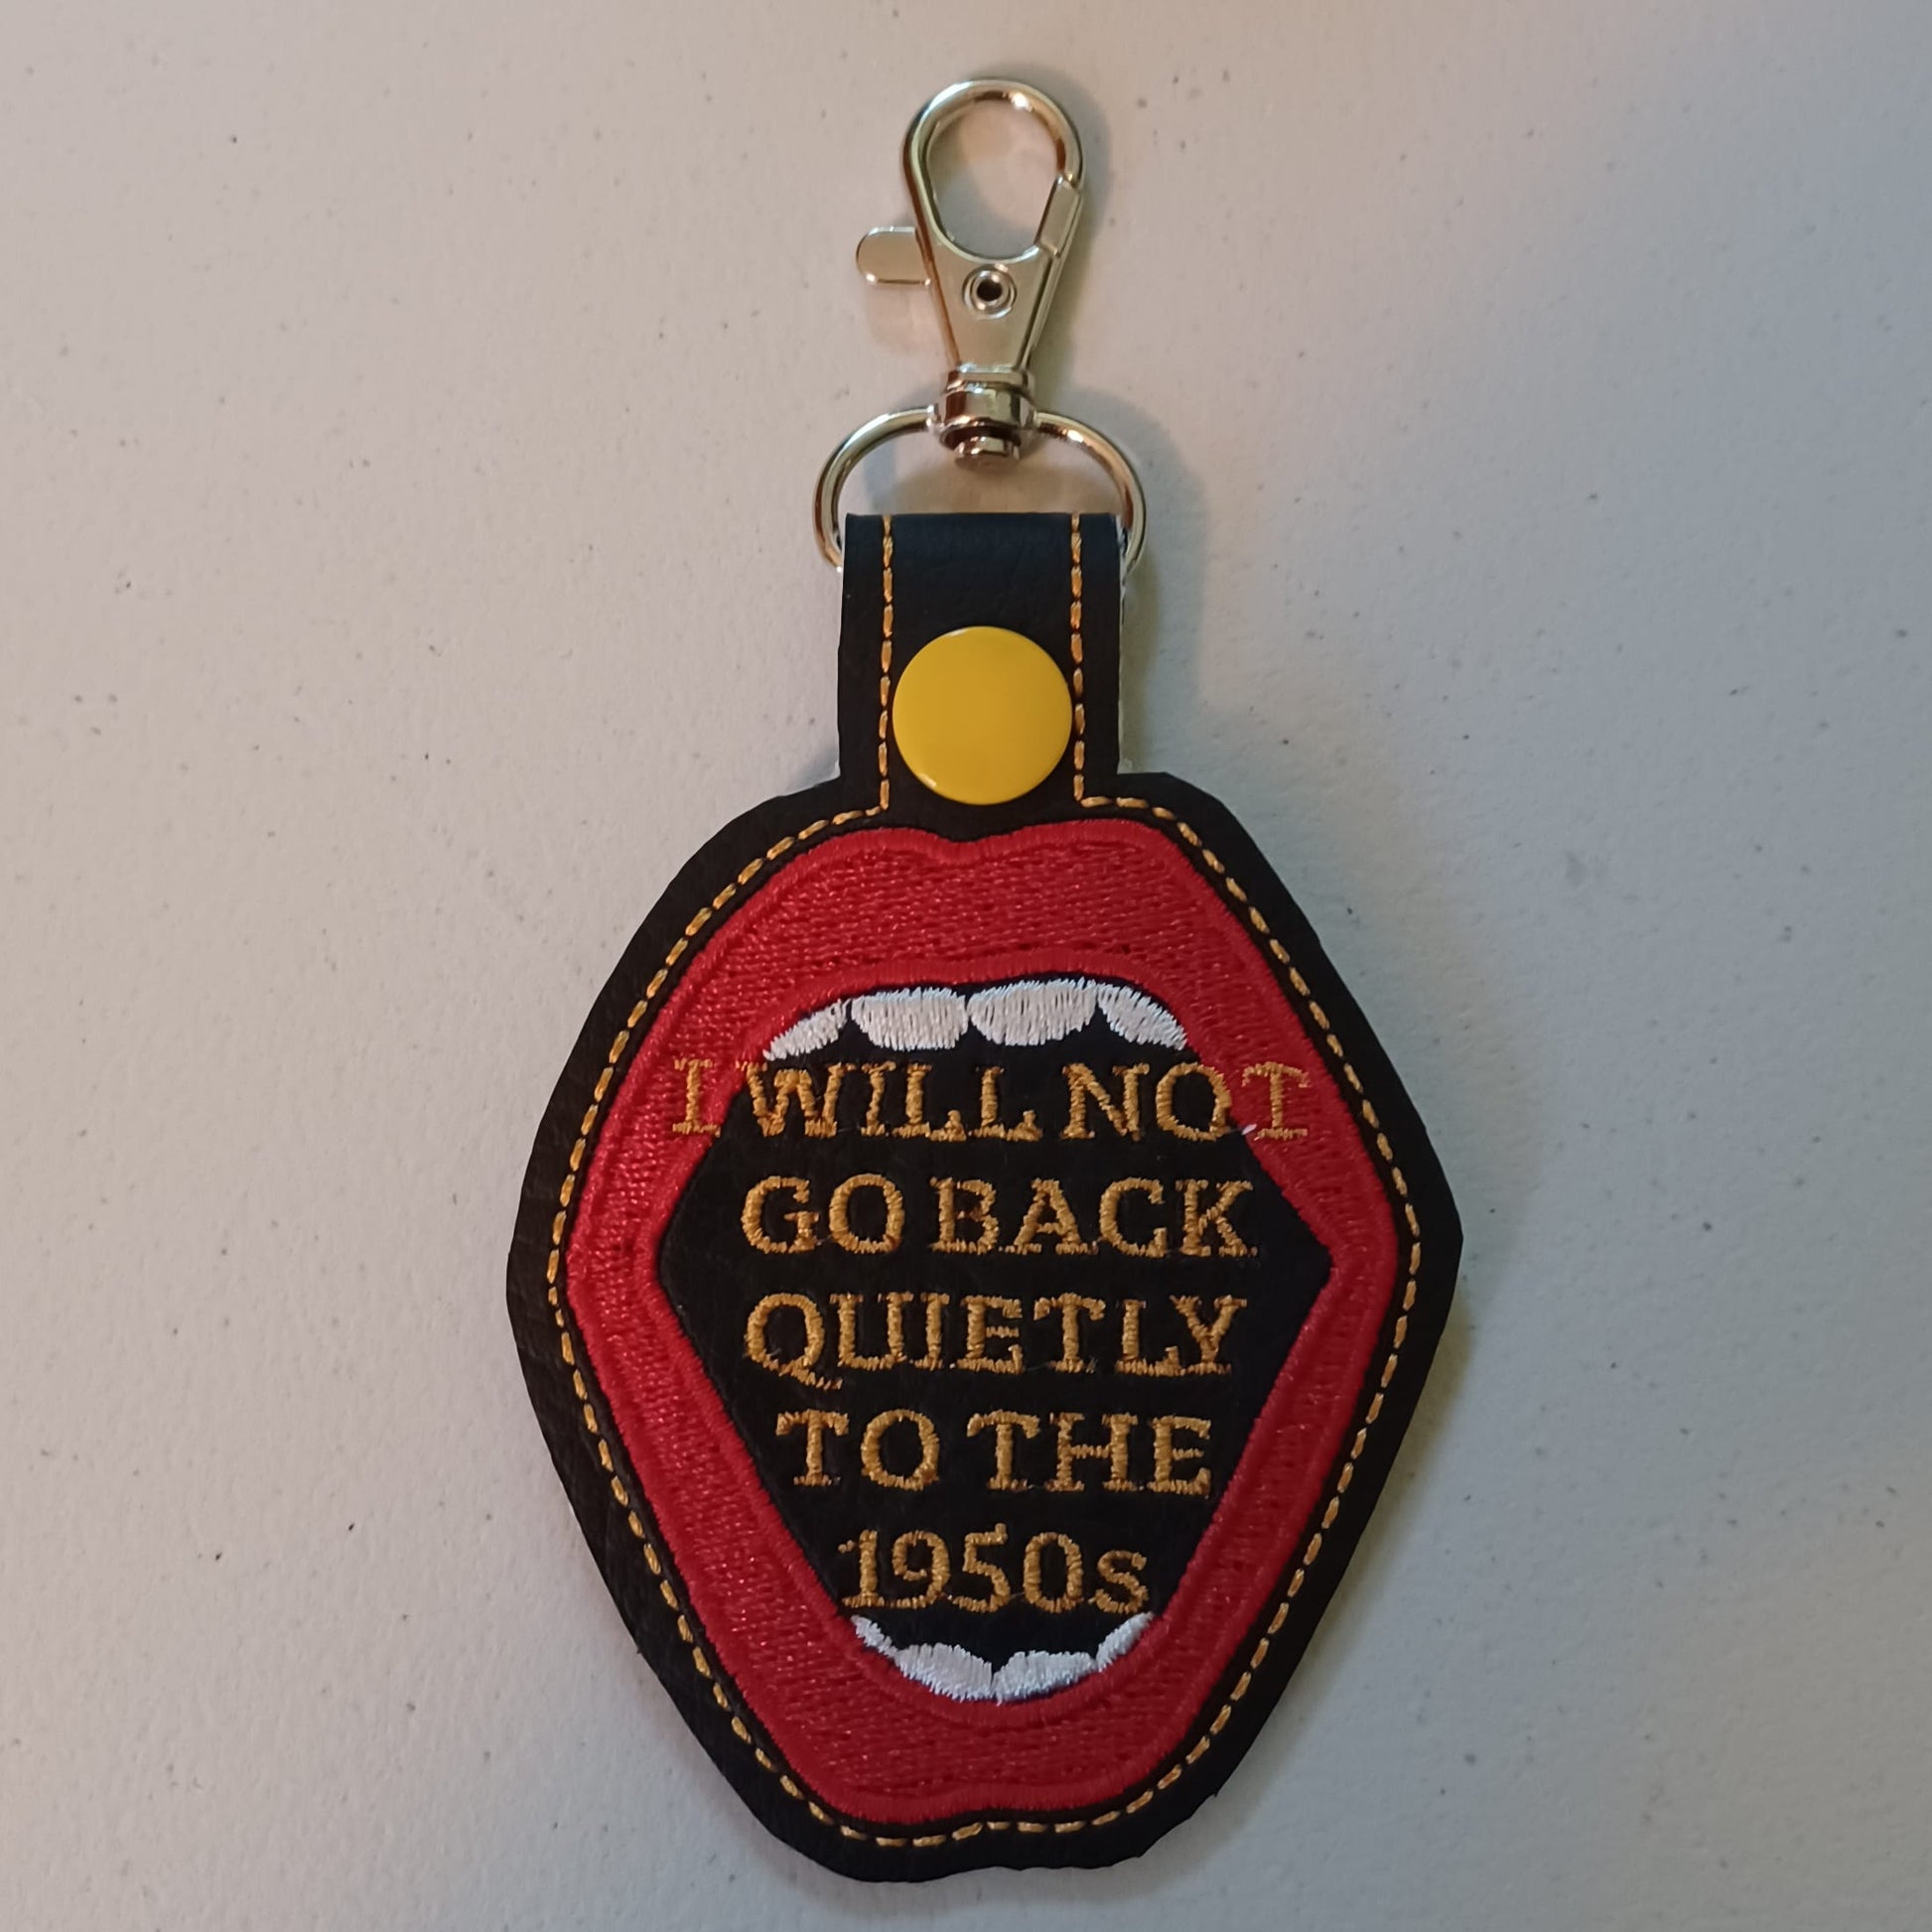 I WILL NOT
GO BACK
QUIETLY
TO THE
1950s